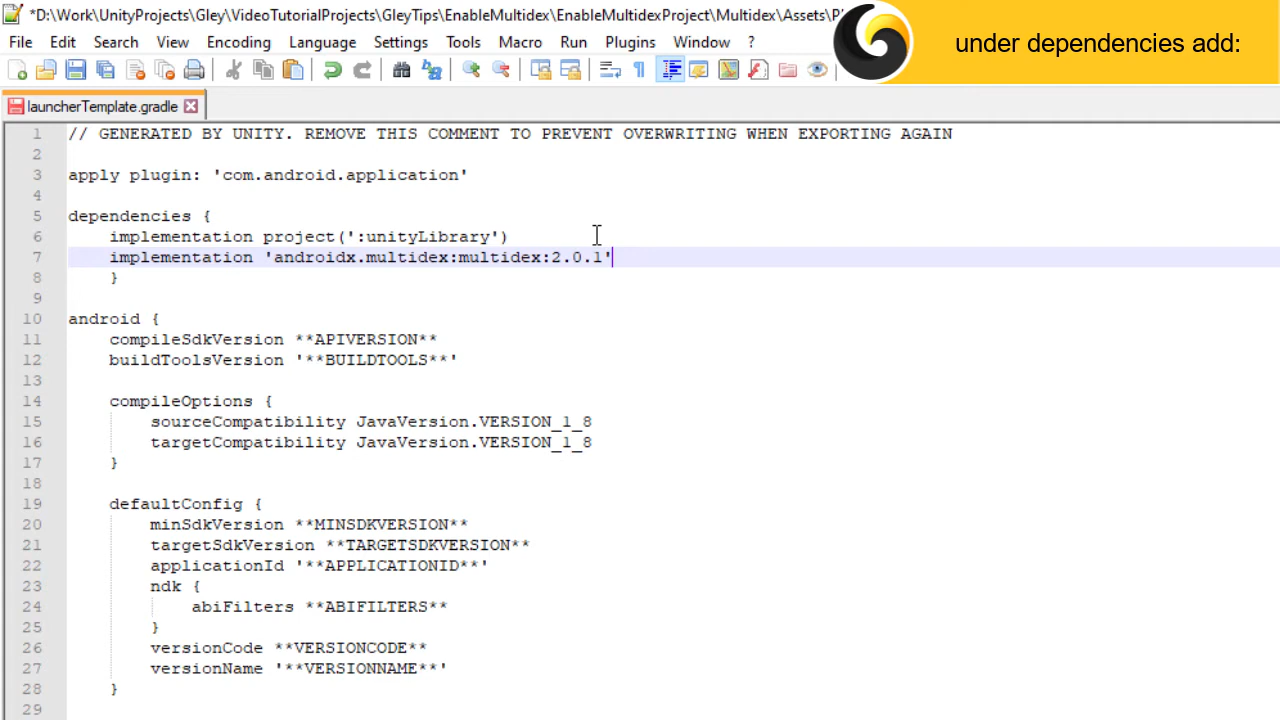 *D:\Work\UnityProjects\Gley\VideoTutorialProjects\GleyTips\EnableMultidex\EnableMultidexProject\Multidex\Assets\
under dependencies add:
File Edit Search View Encoding Language Settings Tools Macro Run Plugins Window ?
launcherTemplate.gradle
1 // GENERATED BY UNITY. REMOVE THIS COMMENT TO PREVENT OVERWRITING WHEN EXPORTING AGAIN
2
3 apply plugin: 'com.android.application'
4
5 dependencies {
6 implementation project(':unityLibrary')
7 implementation 'androidx.multidex:multidex:2.0.1'
8 }
9
10 android {
11 compileSdkVersion **APIVERSION**
12 buildToolsVersion '**BUILDTOOLS**'
13
14 compileOptions {
15 sourceCompatibility JavaVersion.VERSION_1_8
16 targetCompatibility JavaVersion.VERSION_1_8
17 }
18
19 defaultConfig {
20 minSdkVersion **MINSDKVERSION**
21 targetSdkVersion **TARGETSDKVERSION**
22 applicationId '**APPLICATIONID**'
23 ndk {
24 abiFilters **ABIFILTERS**
25 }
26 versionCode **VERSIONCODE**
27 versionName '**VERSIONNAME**'
28 }
29